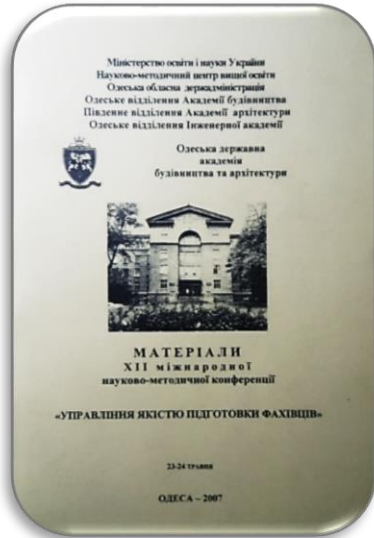 Міністерство освіти і науки України
Науково-методичний центр вищої освіти
Одеська обласна держадміністрація
Одеське відділення Академії будівництва
Південне відділення Академії архітектури
Одеське відділення Інженерної академії
Одеська державна
академія
будівництва та архітектури
МАТЕРІАЛИ
XII міжнародної
науково-методичної конференції
«УПРАВЛІННЯ ЯКІСТЮ ПІДГОТОВКИ ФАХІВЦІВ»
23-24 травня
ОДЕСА – 2007